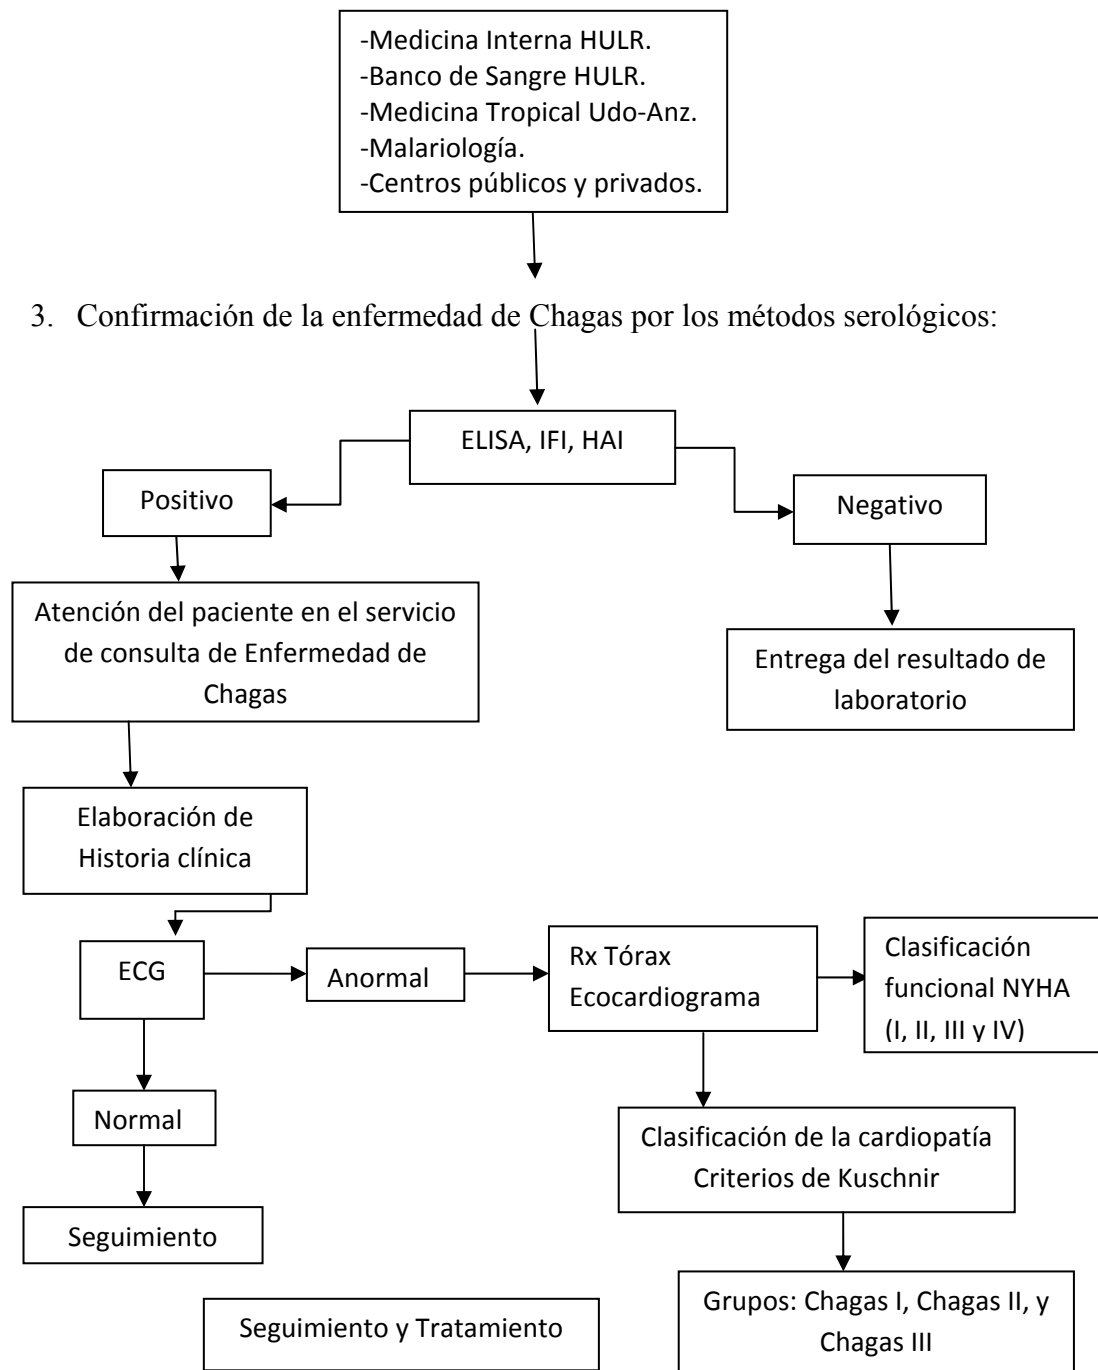 -Medicina Interna HULR.
-Banco de Sangre HULR.
-Medicina Tropical Udo-Anz.
-Malariología.
-Centros públicos y privados.
3. Confirmación de la enfermedad de Chagas por los métodos serológicos:
ELISA, IFI, HAI
Positivo
Negativo
Atención del paciente en el servicio
de consulta de Enfermedad de
Chagas
Entrega del resultado de
laboratorio
Elaboración de
Historia clínica
ECG
Anormal
Rx Tórax
Ecocardiograma
Clasificación
funcional NYHA
(I, II, III y IV)
Normal
Clasificación de la cardiopatía
Criterios de Kuschnir
Seguimiento
Grupos: Chagas I, Chagas II, y
Chagas III
Seguimiento y Tratamiento